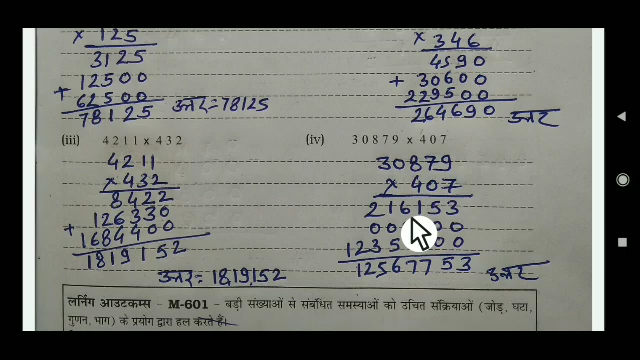 × 125
3125
12500
+ 62500
78125 उत्तर = 78125
× 346
4590
+ 30600
229500
264690 उत्तर
(iii) 4211 x 432
4211
× 432
8422
+ 126330
1684400
1819152
उत्तर = 1819152
(iv) 30879 x 407
30879
× 407
216153
12567753 उत्तर
लर्निंग आउटकम्स - M-601 - बड़ी संख्याओं से संबंधित समस्याओं को उचित संक्रियाओं (जोड़, घटा,
गुणन, भाग) के प्रयोग द्वारा हल करते हैं।